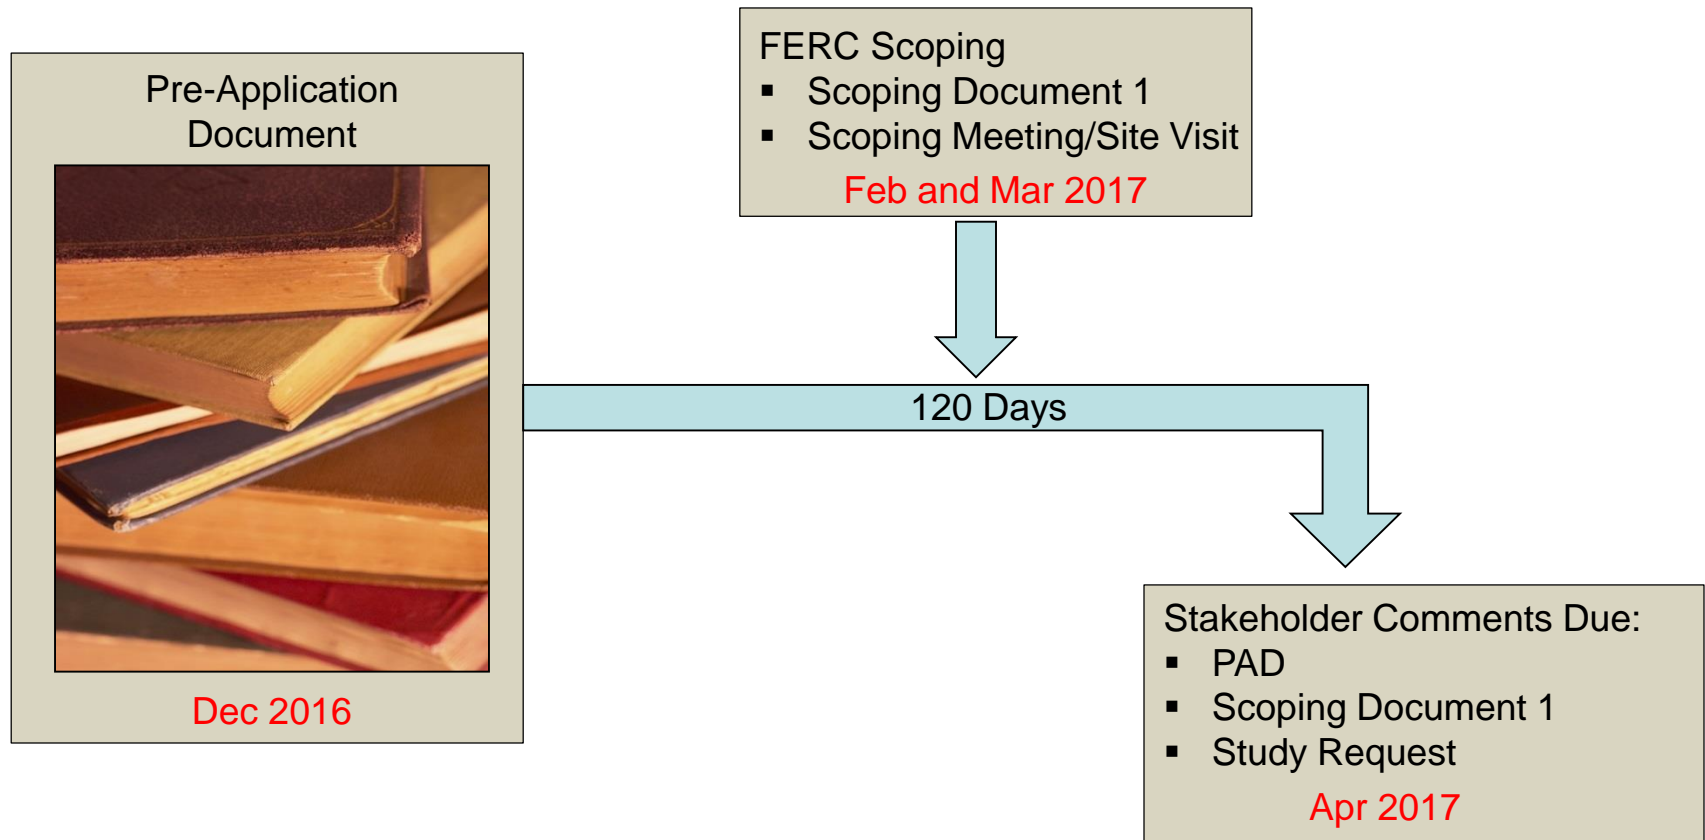 Pre-Application
Document
Dec 2016
FERC Scoping
▪ Scoping Document 1
▪ Scoping Meeting/Site Visit
Feb and Mar 2017
120 Days
Stakeholder Comments Due:
▪ PAD
▪ Scoping Document 1
▪ Study Request
Apr 2017